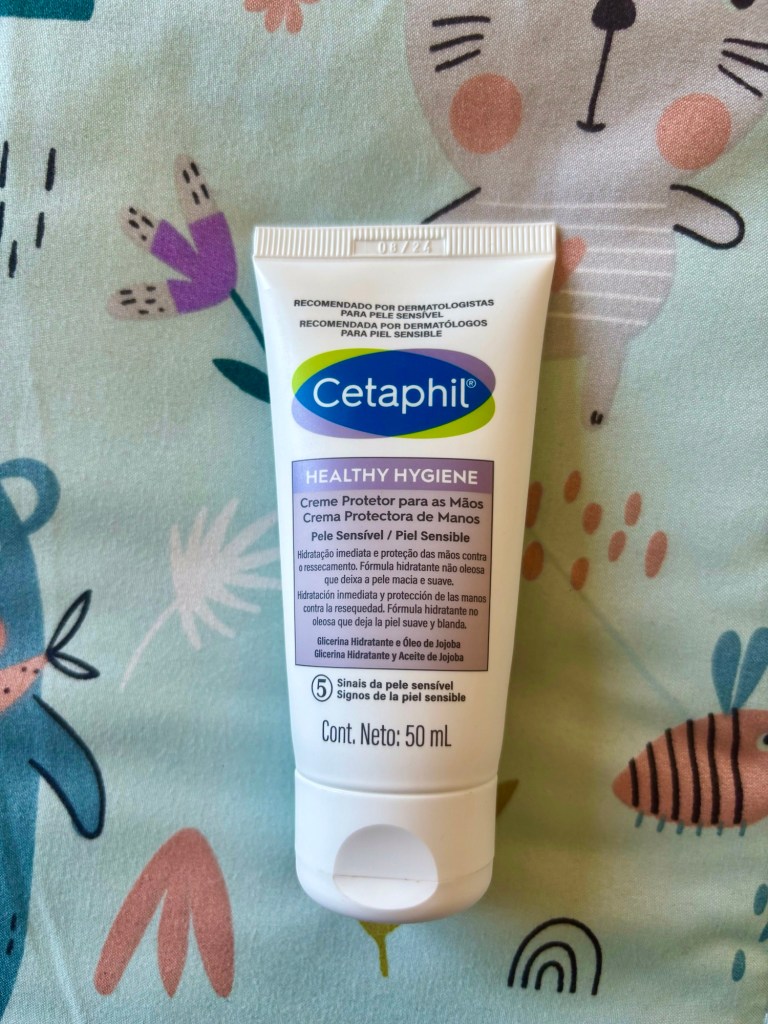 08/24
RECOMENDADO POR DERMATOLOGISTAS
PARA PELE SENSÍVEL
RECOMENDADA POR DERMATÓLOGOS
PARA PIEL SENSIBLE
Cetaphil®
HEALTHY HYGIENE
Creme Protetor para as Mãos
Crema Protectora de Manos
Pele Sensível / Piel Sensible
Hidratação imediata e proteção das mãos contra
o ressecamento. Fórmula hidratante não oleosa
que deixa a pele macia e suave.
Hidratación inmediata y protección de las manos
contra la resequedad. Fórmula hidratante no
oleosa que deja la piel suave y blanda.
Glicerina Hidratante e Óleo de Jojoba
Glicerina Hidratante y Aceite de Jojoba
5 Sinais da pele sensível
Signos de la piel sensible
Cont. Neto: 50 mL